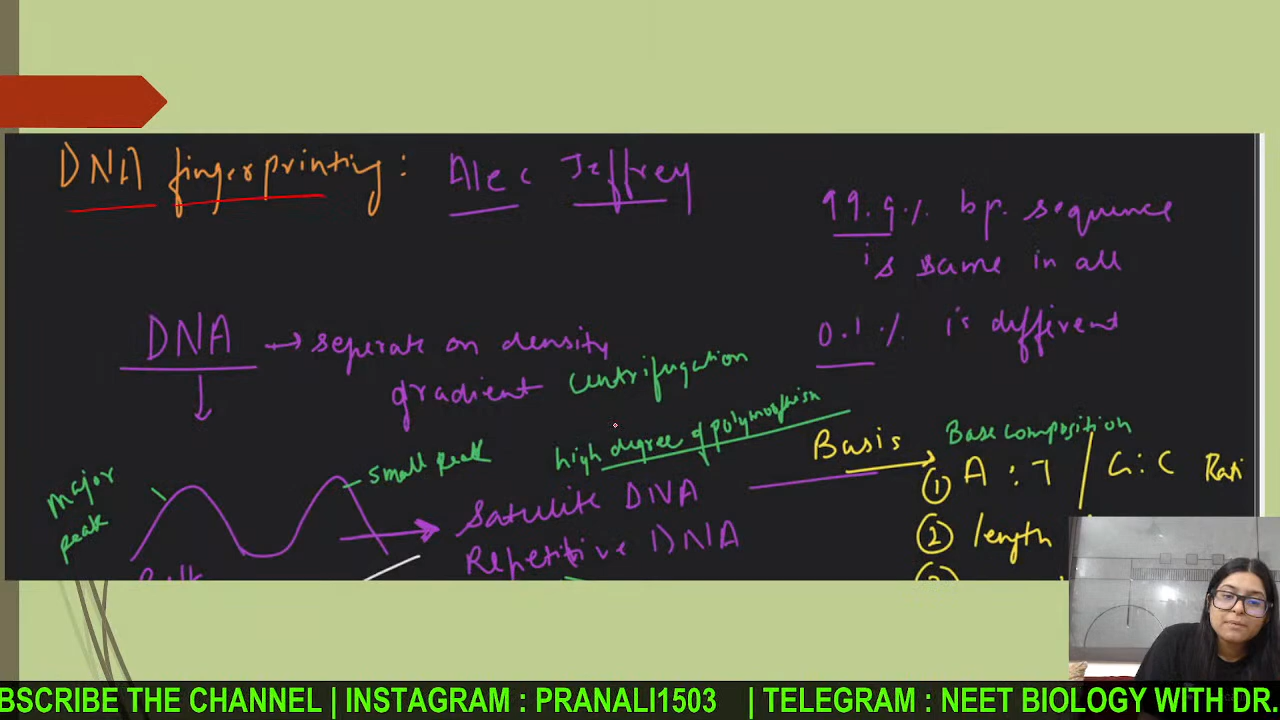 DNA fingerprinting: Alec Jeffrey
99.9% bp. sequence
is same in all
0.1% is different
DNA → seperate on density
gradient centrifugation
high degree of polymorphism
Major
peak
small peak
Satulite DNA
Repetitive DNA
Basis
Base composition
① A : T / G : C Rati
② length
BSCRIBE THE CHANNEL | INSTAGRAM : PRANALI1503 | TELEGRAM : NEET BIOLOGY WITH DR.